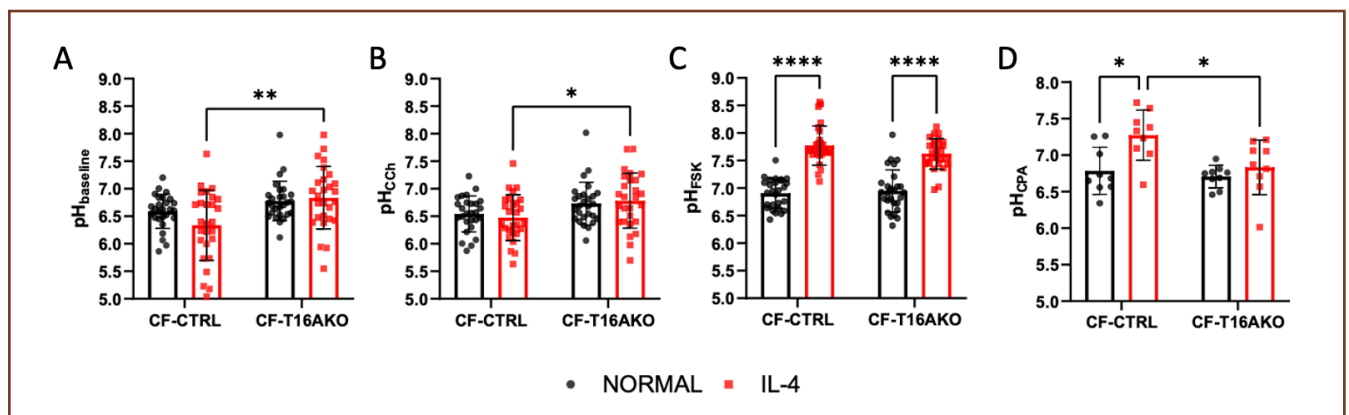 A
pHbaseline
9.0
8.5
8.0
7.5
7.0
6.5
6.0
5.5
5.0
**
CF-CTRL CF-T16AKO
B
pHCCh
9.0
8.5
8.0
7.5
7.0
6.5
6.0
5.5
5.0
*
CF-CTRL CF-T16AKO
C
pHFSK
9.0
8.5
8.0
7.5
7.0
6.5
6.0
5.5
5.0
**** ****
CF-CTRL CF-T16AKO
D
pHCPA
8.0
7.5
7.0
6.5
6.0
5.5
5.0
* *
CF-CTRL CF-T16AKO
NORMAL IL-4